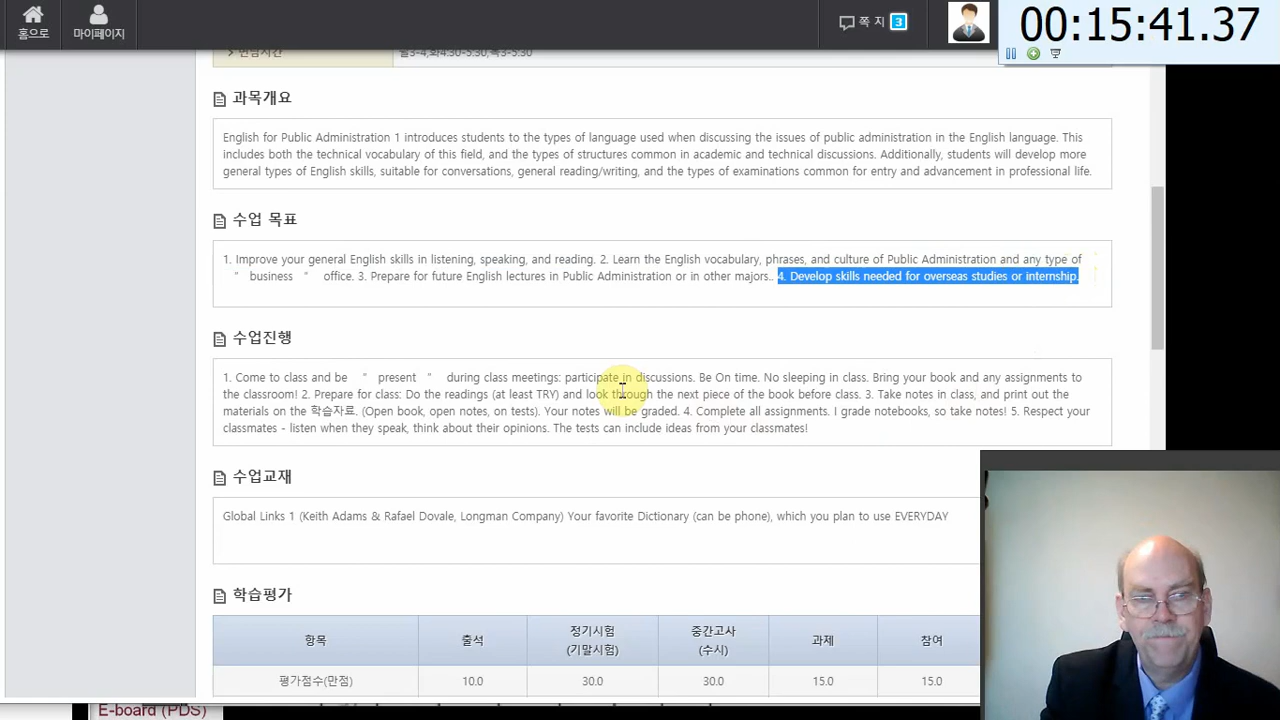 홈으로
마이페이지
쪽 지 3
00:15:41.37
과목개요
English for Public Administration 1 introduces students to the types of language used when discussing the issues of public administration in the English language. This
includes both the technical vocabulary of this field, and the types of structures common in academic and technical discussions. Additionally, students will develop more
general types of English skills, suitable for conversations, general reading/writing, and the types of examinations common for entry and advancement in professional life.
수업 목표
1. Improve your general English skills in listening, speaking, and reading. 2. Learn the English vocabulary, phrases, and culture of Public Administration and any type of
" business " office. 3. Prepare for future English lectures in Public Administration or in other majors.. 4. Develop skills needed for overseas studies or internship.
수업진행
1. Come to class and be " present " during class meetings: participate in discussions. Be On time. No sleeping in class. Bring your book and any assignments to
the classroom! 2. Prepare for class: Do the readings (at least TRY) and look through the next piece of the book before class. 3. Take notes in class, and print out the
materials on the 학습자료. (Open book, open notes, on tests). Your notes will be graded. 4. Complete all assignments. I grade notebooks, so take notes! 5. Respect your
classmates - listen when they speak, think about their opinions. The tests can include ideas from your classmates!
수업교재
Global Links 1 (Keith Adams & Rafael Dovale, Longman Company) Your favorite Dictionary (can be phone), which you plan to use EVERYDAY
학습평가
항목 출석 정기시험 (기말시험) 중간고사 (수시) 과제 참여
평가점수(만점) 10.0 30.0 30.0 15.0 15.0
E-board (PDS)